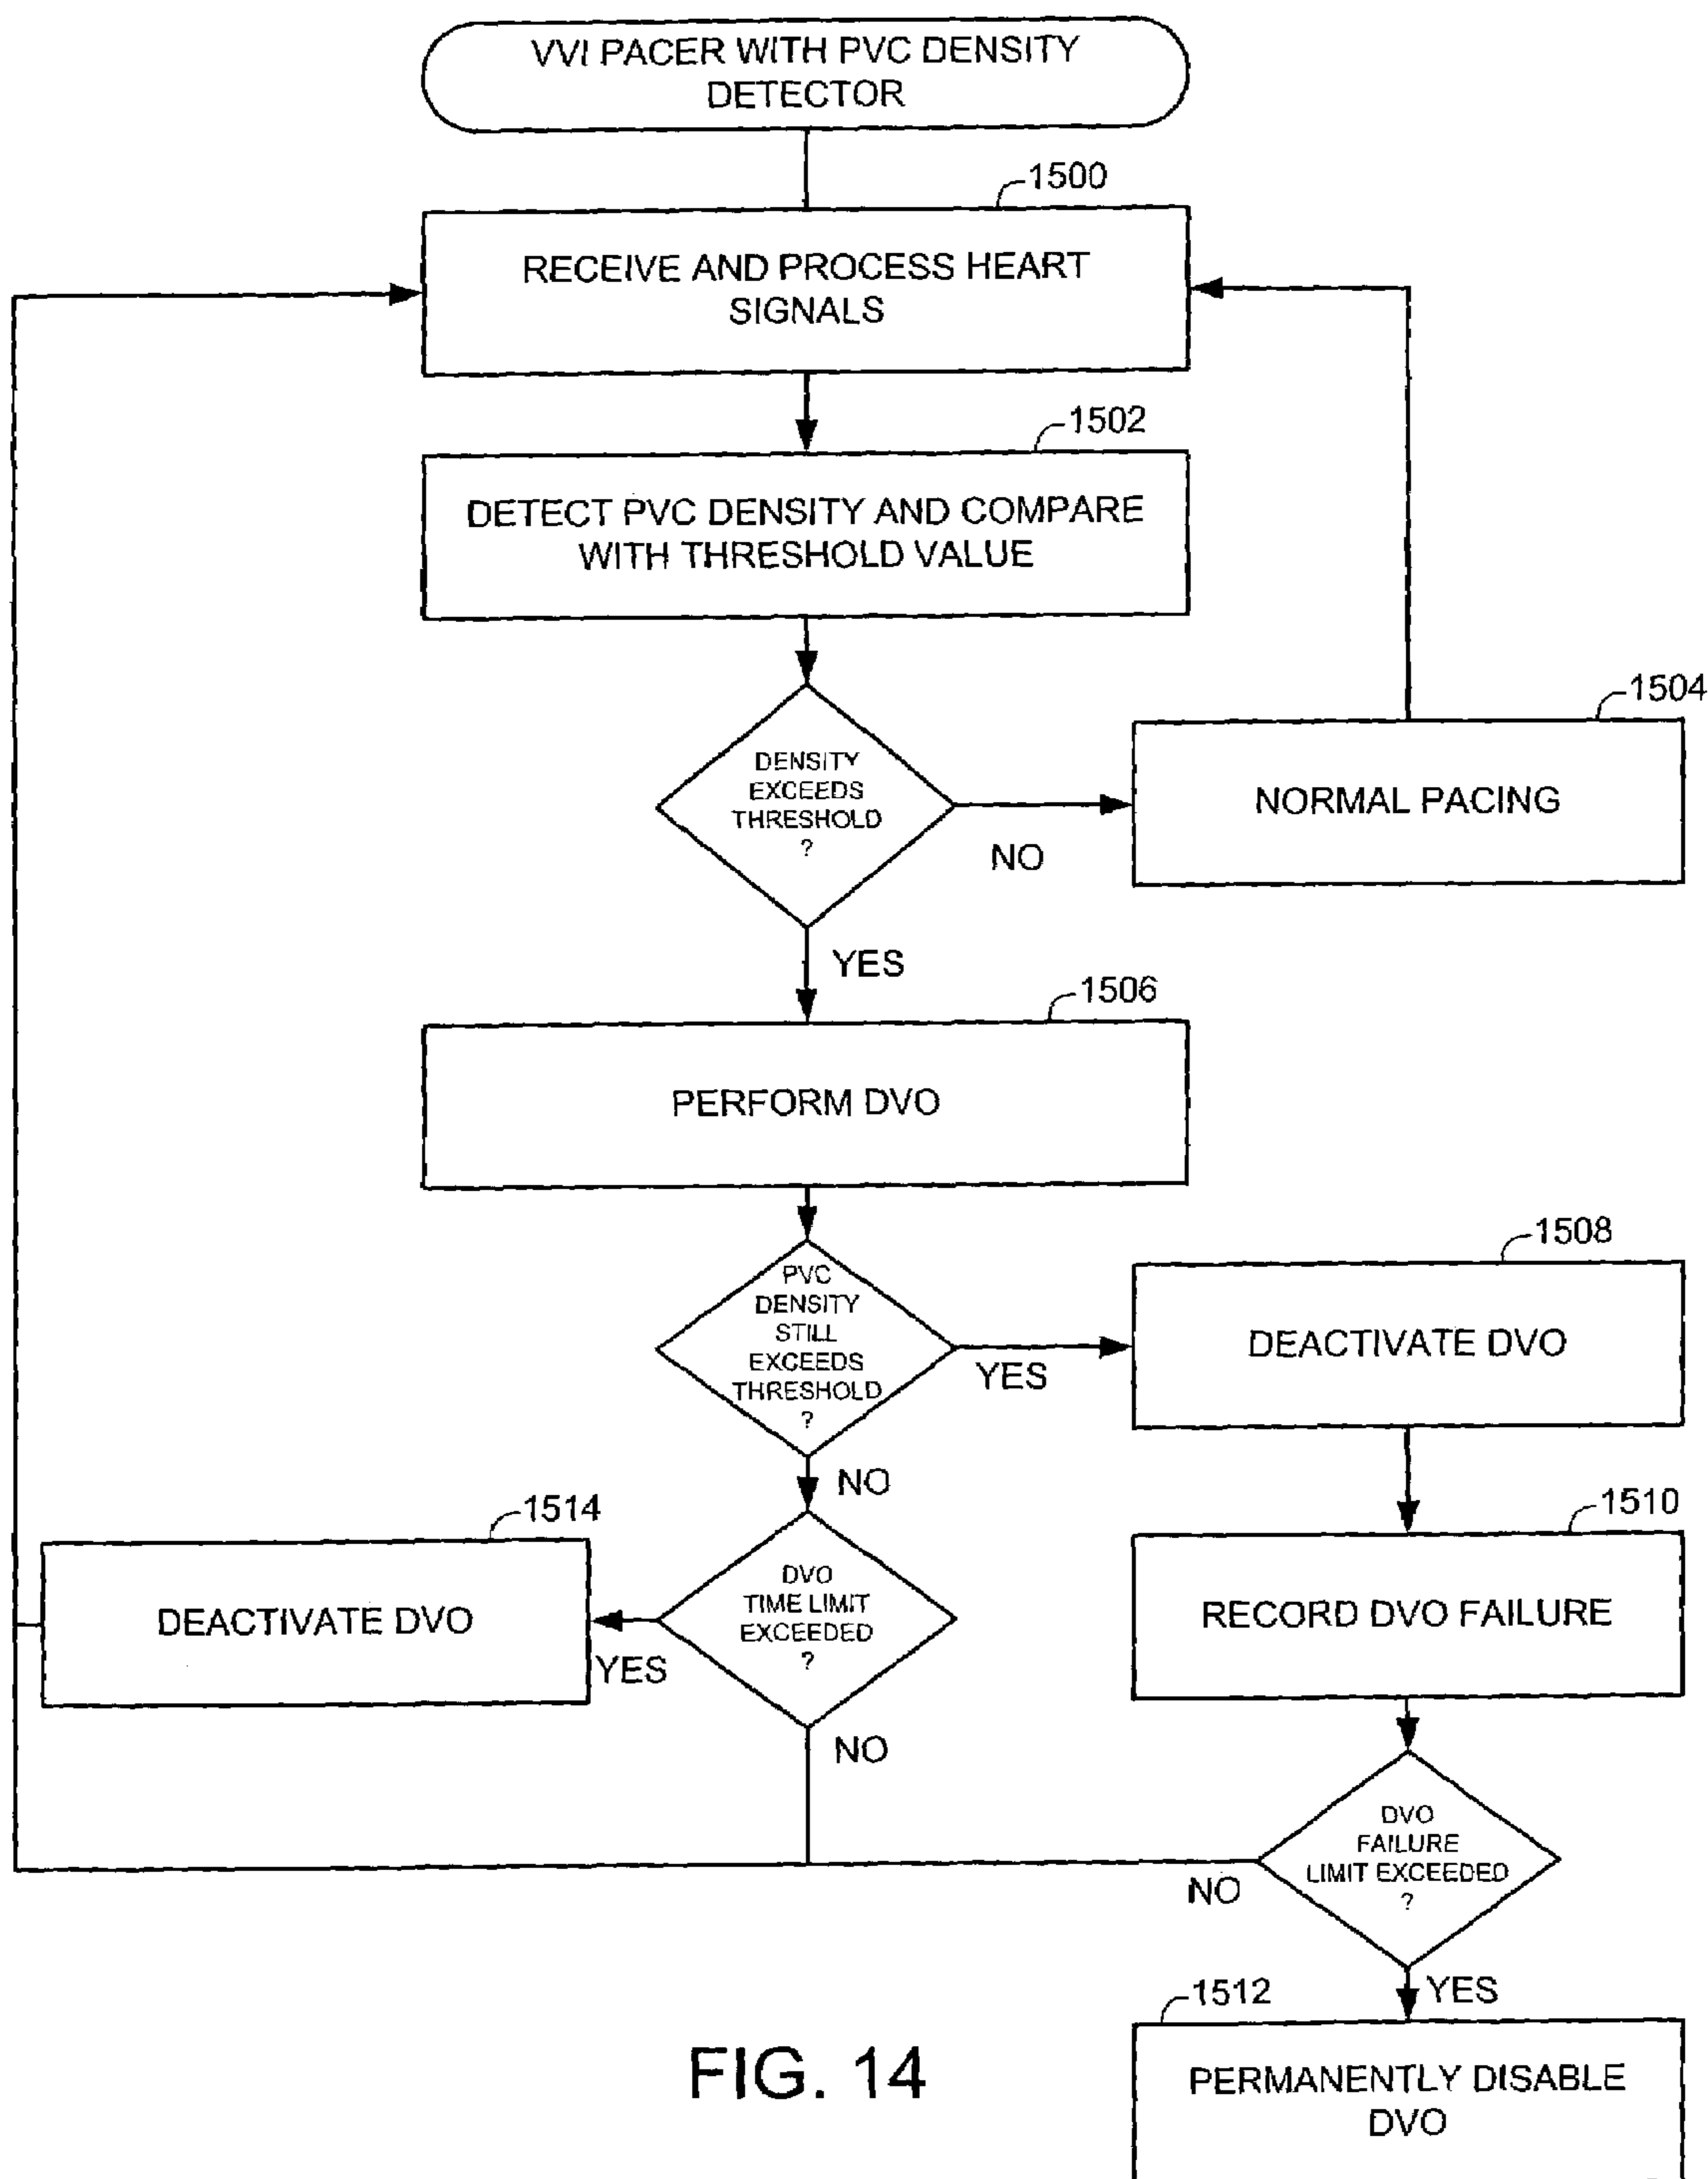 VVI PACER WITH PVC DENSITY
DETECTOR
1500
RECEIVE AND PROCESS HEART
SIGNALS
1502
DETECT PVC DENSITY AND COMPARE
WITH THRESHOLD VALUE
DENSITY
EXCEEDS
THRESHOLD
?
NO
1504
NORMAL PACING
YES
1506
PERFORM DVO
PVC
DENSITY
STILL
EXCEEDS
THRESHOLD
?
YES
1508
DEACTIVATE DVO
NO
1510
RECORD DVO FAILURE
1514
DEACTIVATE DVO
DVO
TIME LIMIT
EXCEEDED
?
YES
NO
DVO
FAILURE
LIMIT EXCEEDED
?
NO
YES
1512
PERMANENTLY DISABLE
DVO
FIG. 14